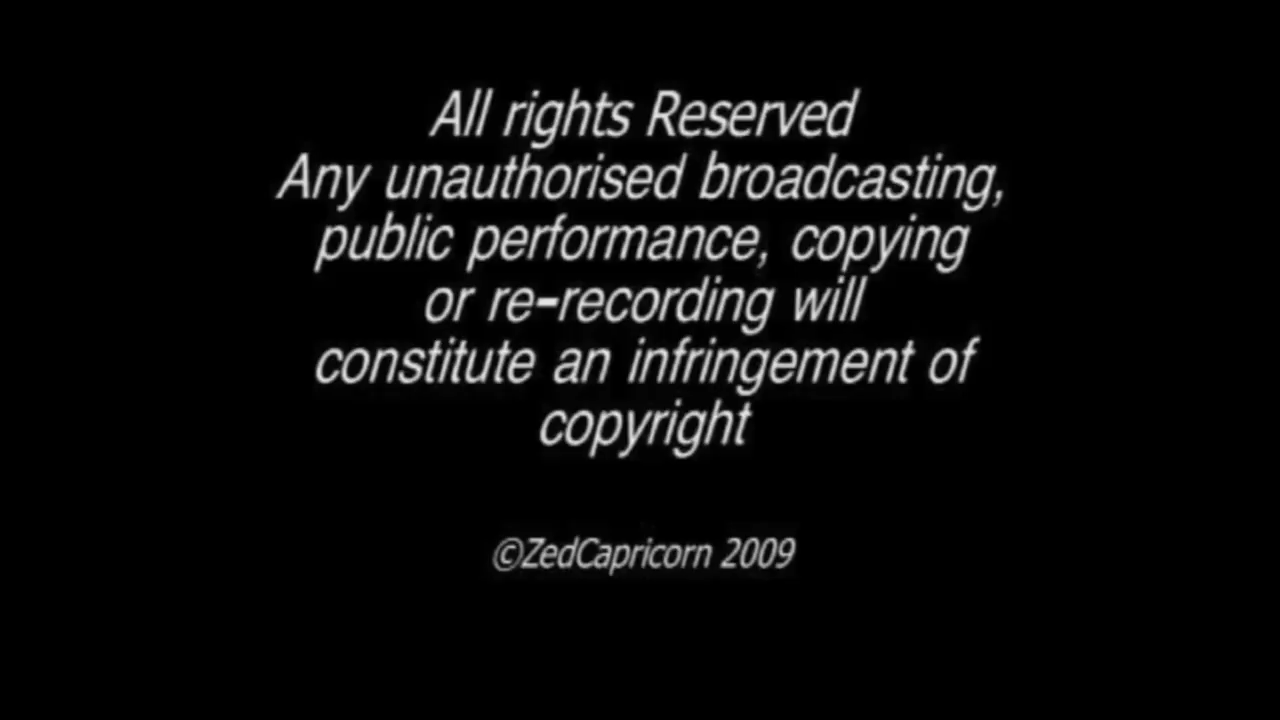 All rights Reserved
Any unauthorised broadcasting,
public performance, copying
or re-recording will
constitute an infringement of
copyright
©ZedCapricorn 2009